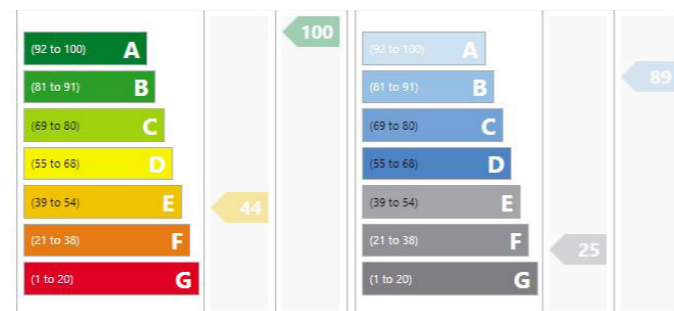 100
(92 to 100) A
(81 to 91) B
(69 to 80) C
(55 to 68) D
(39 to 54) E
44
(21 to 38) F
(1 to 20) G
(92 to 100) A
89
(81 to 91) B
(69 to 80) C
(55 to 68) D
(39 to 54) E
(21 to 38) F
25
(1 to 20) G